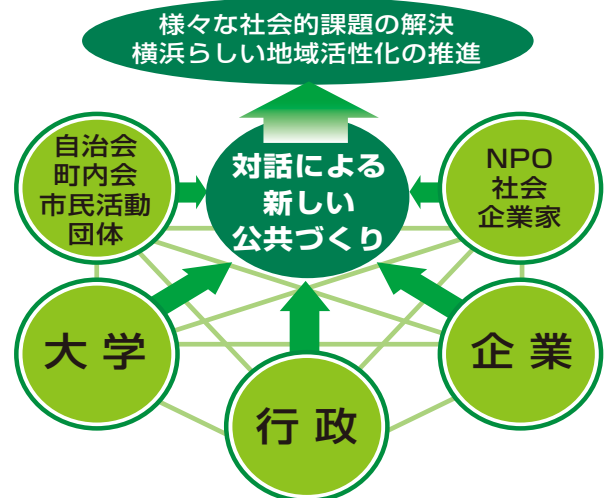 様々な社会的課題の解決
横浜らしい地域活性化の推進
自治会
町内会
市民活動
団体
対話による
新しい
公共づくり
NPO
社会
企業家
大学
企業
行政